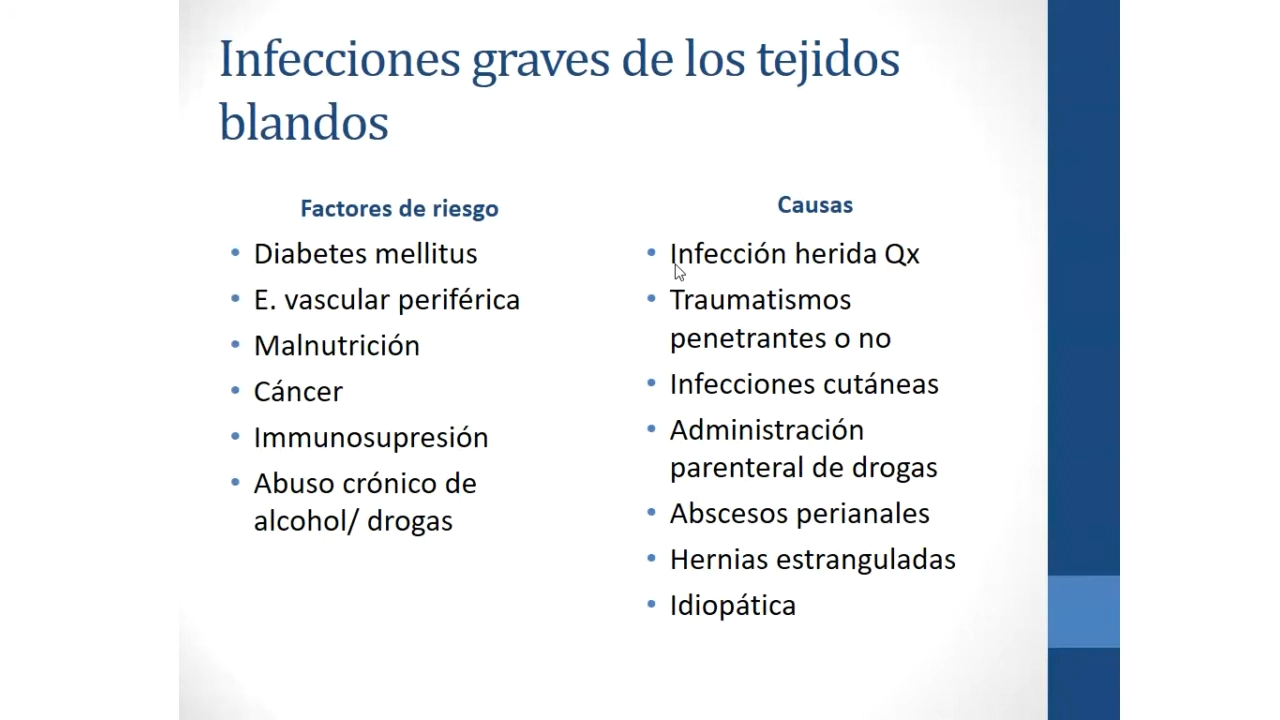 Infecciones graves de los tejidos
blandos
Factores de riesgo
• Diabetes mellitus
• E. vascular periférica
• Malnutrición
• Cáncer
• Immunosupresión
• Abuso crónico de
alcohol/ drogas
Causas
• Infección herida Qx
• Traumatismos
penetrantes o no
• Infecciones cutáneas
• Administración
parenteral de drogas
• Abscesos perianales
• Hernias estranguladas
• Idiopática